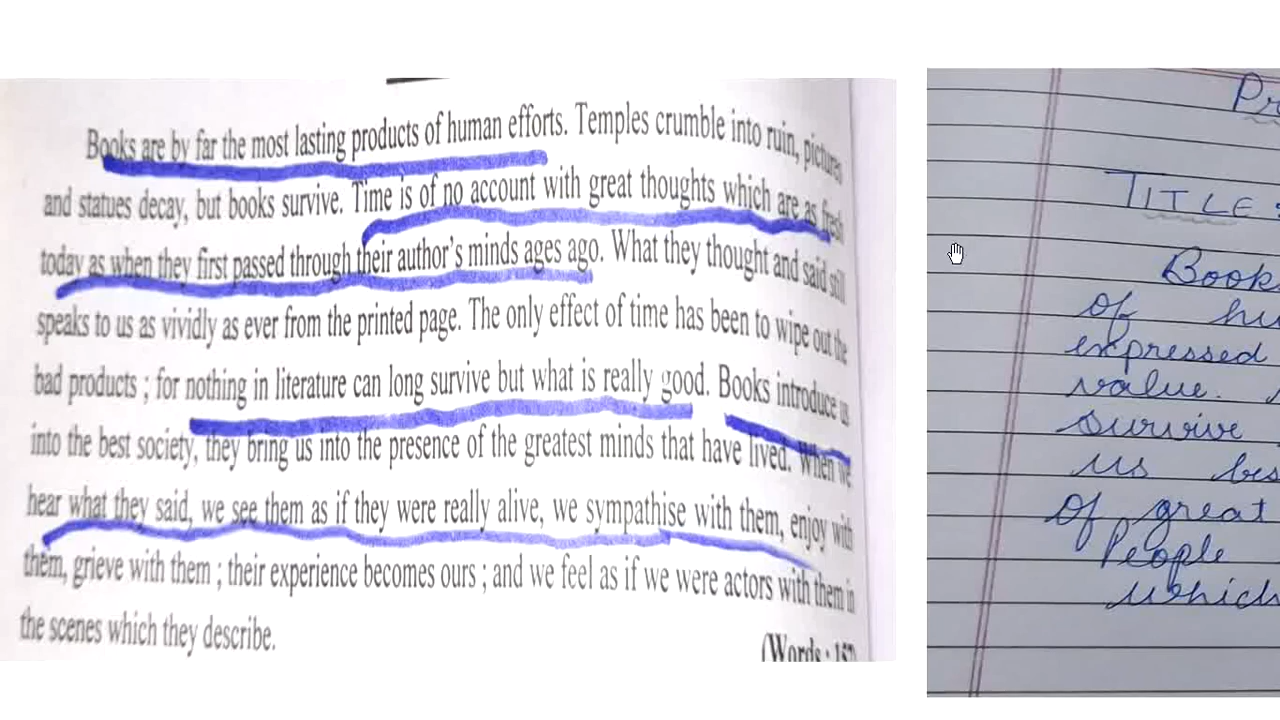 Books are by far the most lasting products of human efforts. Temples crumble into ruin, pictures
and statues decay, but books survive. Time is of no account with great thoughts which are as fresh
today as when they first passed through their author's minds ages ago. What they thought and said still
speaks to us as vividly as ever from the printed page. The only effect of time has been to wipe out the
bad products ; for nothing in literature can long survive but what is really good. Books introduce us
into the best society, they bring us into the presence of the greatest minds that have lived. When we
hear what they said, we see them as if they were really alive, we sympathise with them, enjoy with
them, grieve with them ; their experience becomes ours ; and we feel as if we were actors with them in
the scenes which they describe.
(Words
Pr
TITLE :
Book
of hu
expressed
value.
survive
us bes
of great
People
which